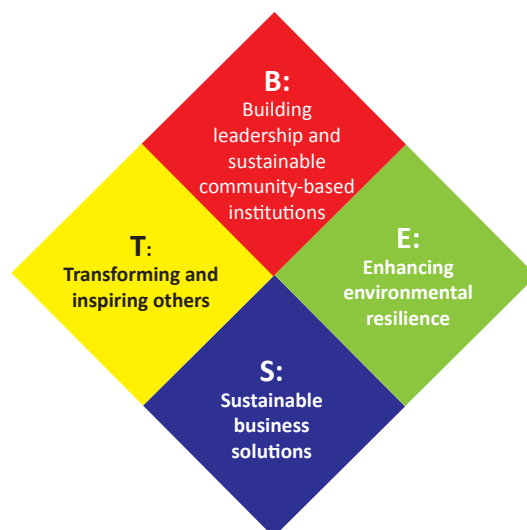 B:
Building
leadership and
sustainable
community-based
institutions
E:
Enhancing
environmental
resilience
S:
Sustainable
business
solutions
T:
Transforming and
inspiring others